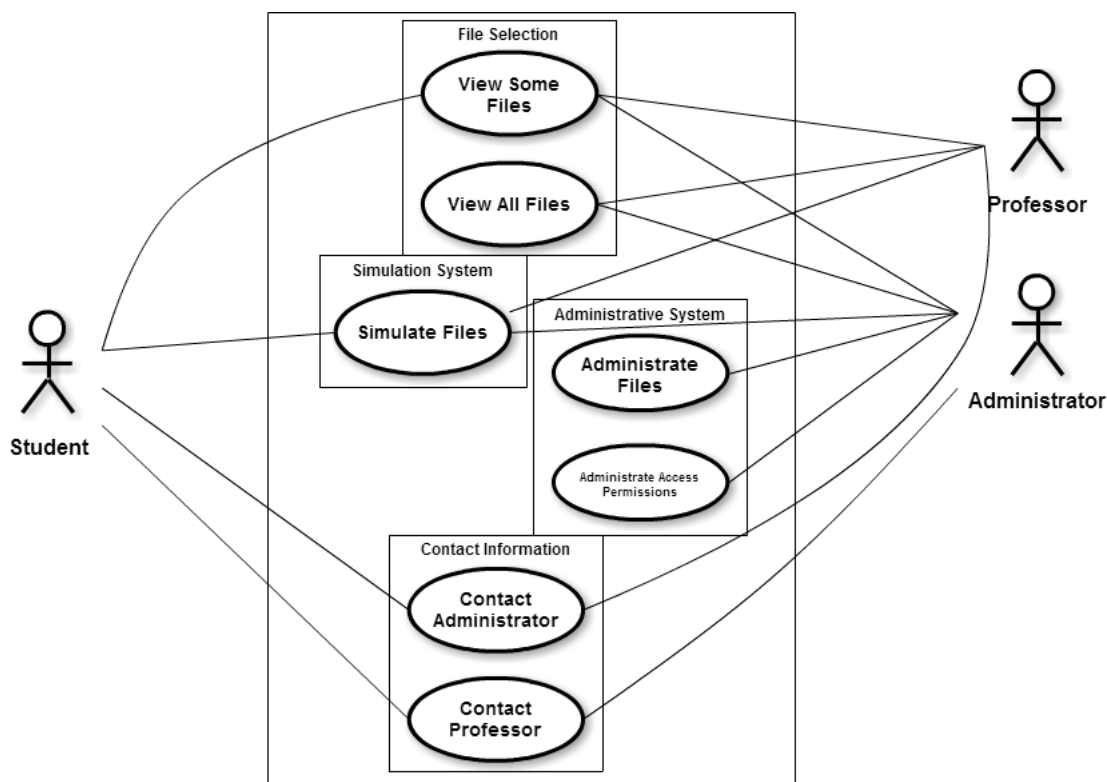 File Selection
View Some
Files
View All Files
Professor
Simulation System
Simulate Files
Administrative System
Administrate
Files
Student
Administrator
Administrate Access
Permissions
Contact Information
Contact
Administrator
Contact
Professor